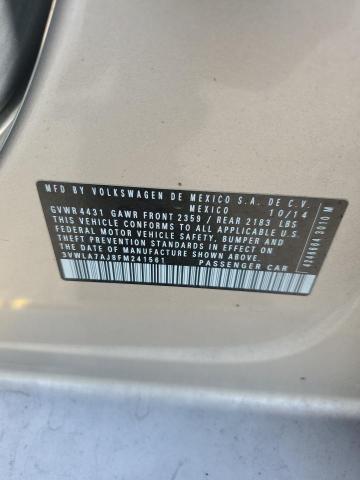 MFD BY VOLKSWAGEN DE MEXICO S.A. DE C.V.
MEXICO 10/14
GVWR 4431 GAWR FRONT 2359 / REAR 2183 LBS
THIS VEHICLE CONFORMS TO ALL APPLICABLE U.S.
FEDERAL MOTOR VEHICLE SAFETY, BUMPER AND
THEFT PREVENTION STANDARDS IN EFFECT ON
THE DATE OF MANUFACTURE SHOWN ABOVE.
3VWLA7AJ8FM241561 PASSENGER CAR
4246664 3010 M